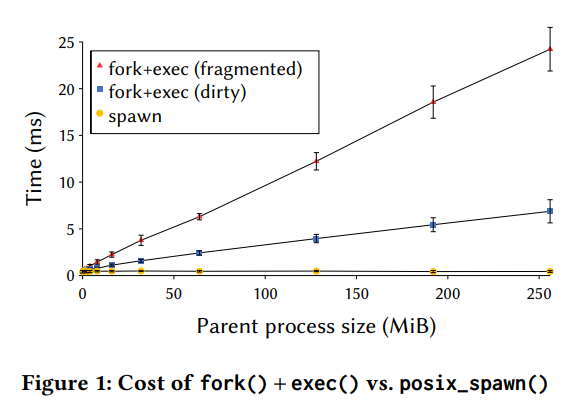 25
20
15
10
5
0
Time (ms)
fork+exec (fragmented)
fork+exec (dirty)
spawn
0 50 100 150 200 250
Parent process size (MiB)
Figure 1: Cost of fork() + exec() vs. posix_spawn()